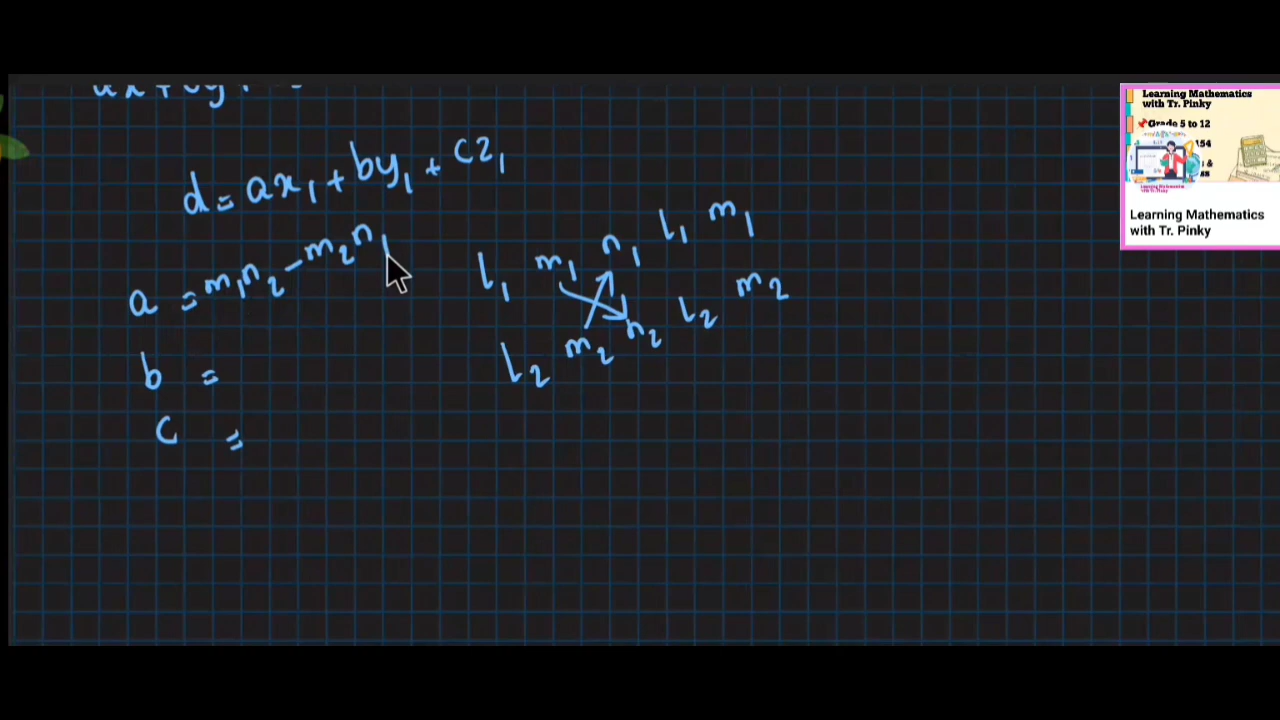 d = ax₁ + by₁ + cz₁
a = m₁n₂ - m₂n₁
b =
c =
l₁ m₁ n₁ l₁ m₁
l₂ m₂ n₂ l₂ m₂
Learning Mathematics
with Tr. Pinky
📌Grade 5 to 12
154
&
Learning Mathematics
with Tr. Pinky